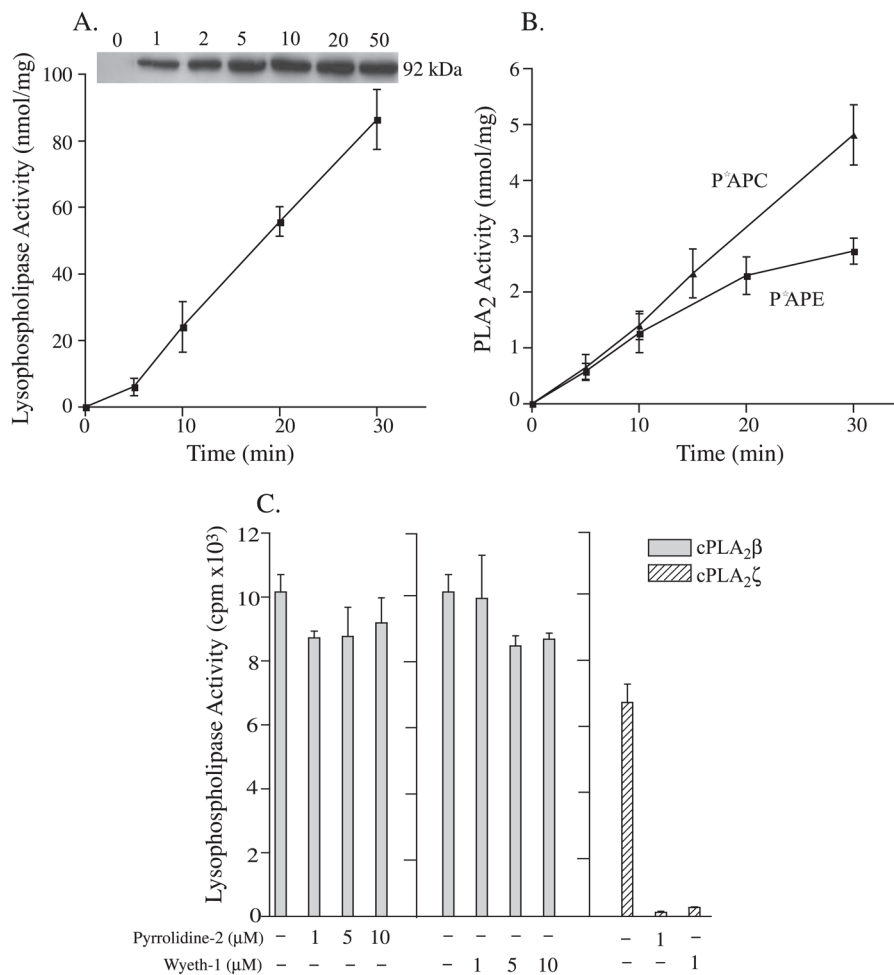 A.
0 1 2 5 10 20 50
92 kDa
Lysophospholipase Activity (nmol/mg)
100
80
60
40
20
0
0 10 20 30
Time (min)
B.
PLA2 Activity (nmol/mg)
6
5
4
3
2
1
0
P*APC
P*APE
0 10 20 30
Time (min)
C.
Lysophospholipase Activity (cpm x10³)
12
10
8
6
4
2
0
cPLA₂β
cPLA₂ζ
Pyrrolidine-2 (μM) – 1 5 10 – – – – – 1 –
Wyeth-1 (μM) – – – – – 1 5 10 – – 1